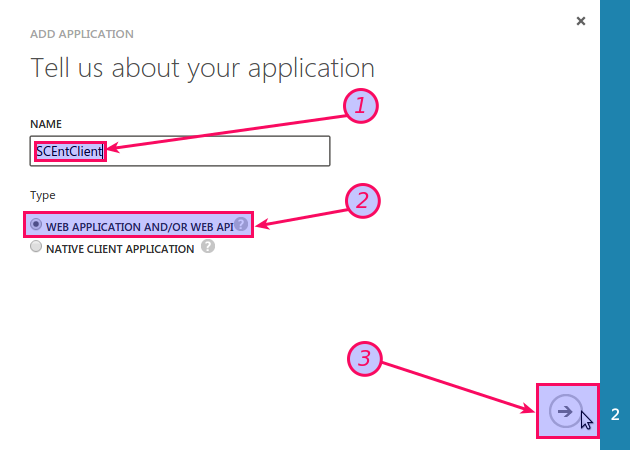 ADD APPLICATION
Tell us about your application
1
NAME
SCEntClient
Type
2
WEB APPLICATION AND/OR WEB API ?
NATIVE CLIENT APPLICATION ?
3
2